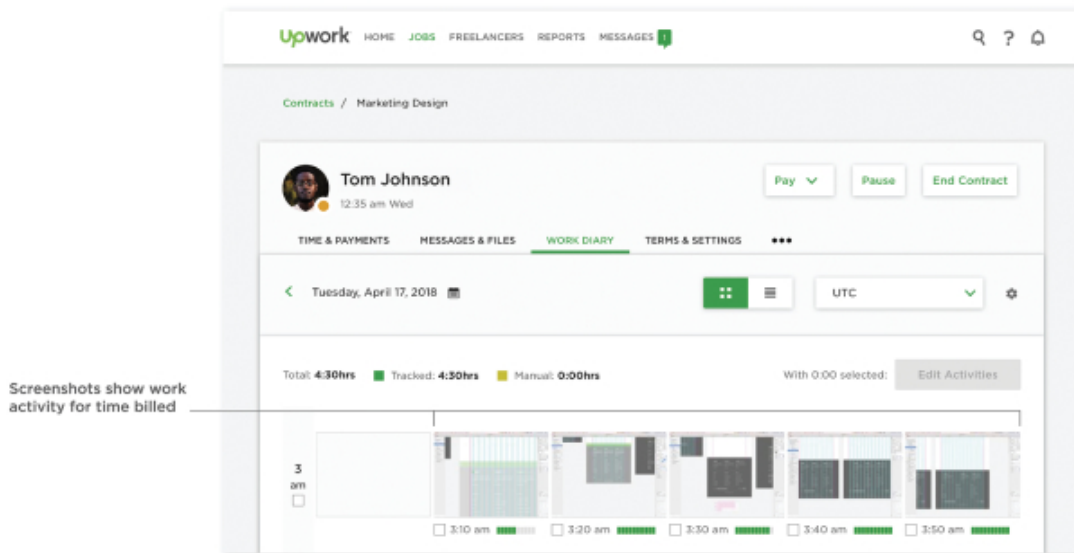 Upwork HOME JOBS FREELANCERS REPORTS MESSAGES ?
Contracts / Marketing Design
Tom Johnson
12:35 am Wed
Pay Pause End Contract
TIME & PAYMENTS MESSAGES & FILES WORK DIARY TERMS & SETTINGS
Tuesday, April 17, 2018 UTC
Total: 4:30hrs Tracked: 4:30hrs Manual: 0:00hrs With 0:00 selected: Edit Activities
Screenshots show work
activity for time billed
3
am
3:10 am 3:20 am 3:30 am 3:40 am 3:50 am